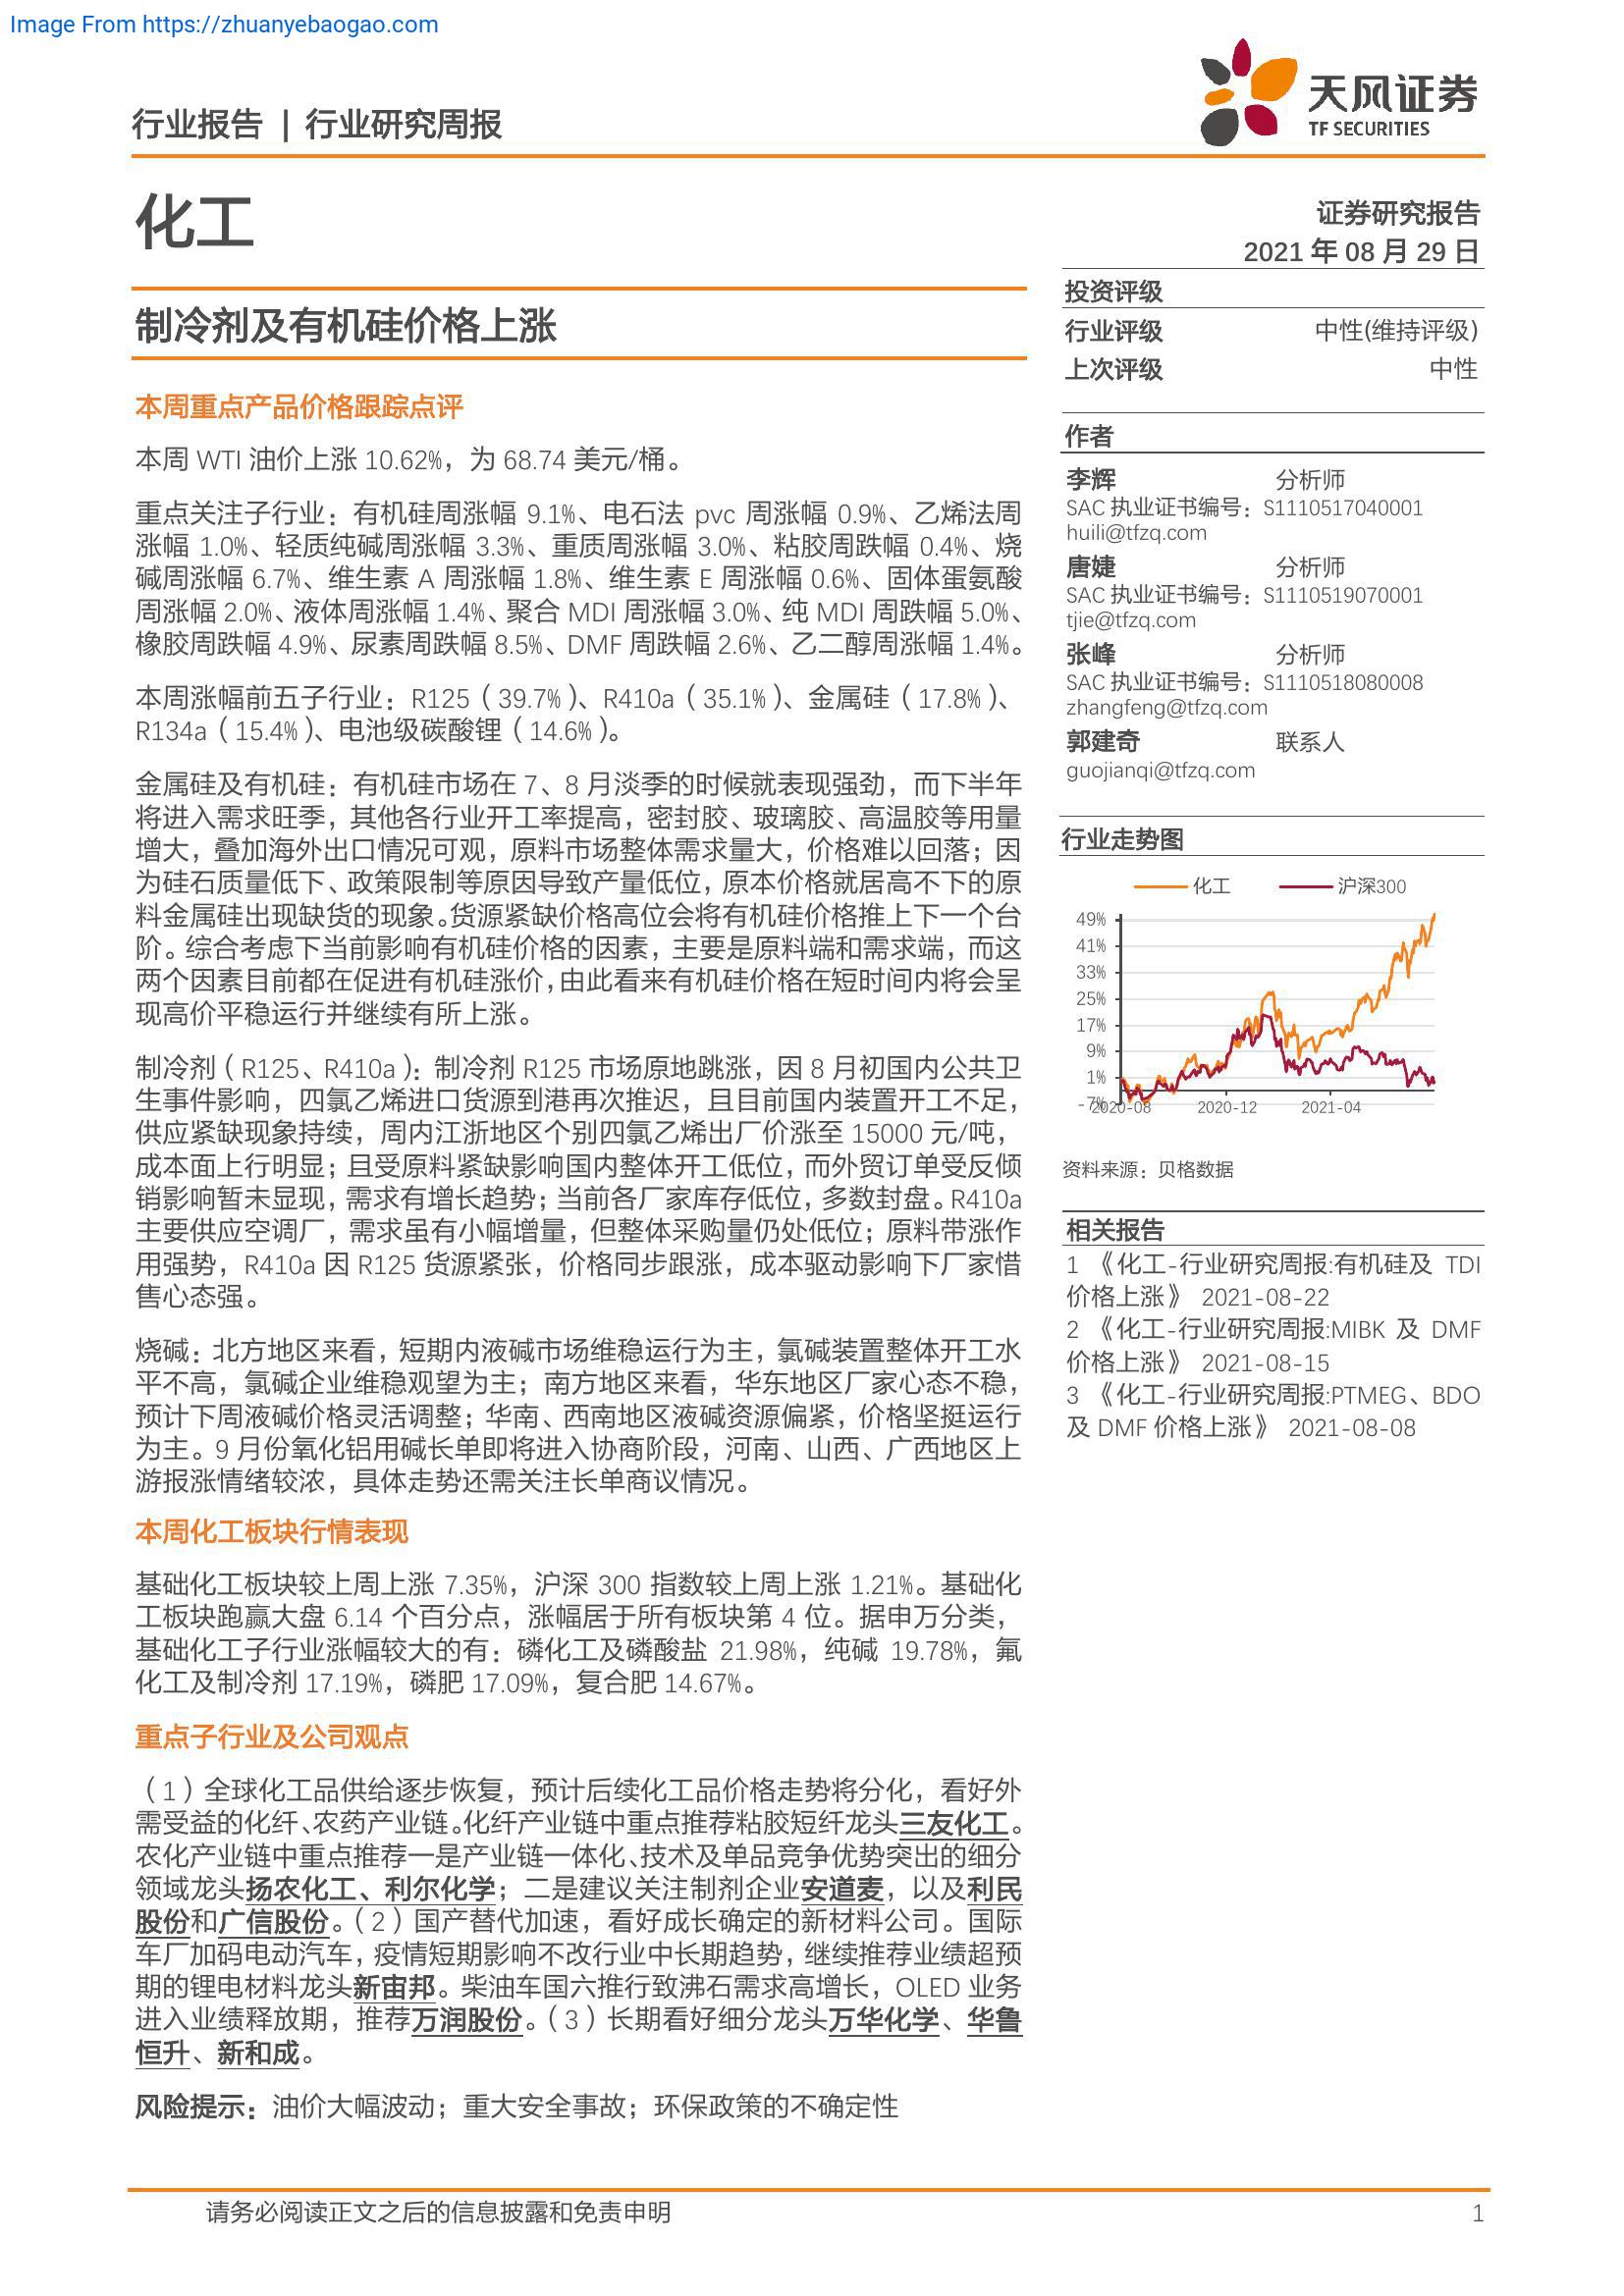 Image From https://zhuanyebaogao.com
行业报告 | 行业研究周报
天风证券
TF SECURITIES
化工
制冷剂及有机硅价格上涨
本周重点产品价格跟踪点评
本周 WTI 油价上涨 10.62%，为 68.74 美元/桶。
重点关注子行业：有机硅周涨幅 9.1%、电石法 pvc 周涨幅 0.9%、乙烯法周
涨幅 1.0%、轻质纯碱周涨幅 3.3%、重质周涨幅 3.0%、粘胶周跌幅 0.4%、烧
碱周涨幅 6.7%、维生素 A 周涨幅 1.8%、维生素 E 周涨幅 0.6%、固体蛋氨酸
周涨幅 2.0%、液体周涨幅 1.4%、聚合 MDI 周涨幅 3.0%、纯 MDI 周跌幅 5.0%、
橡胶周跌幅 4.9%、尿素周跌幅 8.5%、DMF 周跌幅 2.6%、乙二醇周涨幅 1.4%。
本周涨幅前五子行业：R125（39.7%）、R410a（35.1%）、金属硅（17.8%）、
R134a（15.4%）、电池级碳酸锂（14.6%）。
金属硅及有机硅：有机硅市场在 7、8 月淡季的时候就表现强劲，而下半年
将进入需求旺季，其他各行业开工率提高，密封胶、玻璃胶、高温胶等用量
增大，叠加海外出口情况可观，原料市场整体需求量大，价格难以回落；因
为硅石质量低下、政策限制等原因导致产量低位，原本价格就居高不下的原
料金属硅出现缺货的现象。货源紧缺价格高位会将有机硅价格推上下一个台
阶。综合考虑下当前影响有机硅价格的因素，主要是原料端和需求端，而这
两个因素目前都在促进有机硅涨价，由此看来有机硅价格在短时间内将会呈
现高价平稳运行并继续有所上涨。
制冷剂（R125、R410a）：制冷剂 R125 市场原地跳涨，因 8 月初国内公共卫
生事件影响，四氯乙烯进口货源到港再次推迟，且目前国内装置开工不足，
供应紧缺现象持续，周内江浙地区个别四氯乙烯出厂价涨至 15000 元/吨，
成本面上行明显；且受原料紧缺影响国内整体开工低位，而外贸订单受反倾
销影响暂未显现，需求有增长趋势；当前各厂家库存低位，多数封盘。R410a
主要供应空调厂，需求虽有小幅增量，但整体采购量仍处低位；原料带涨作
用强势，R410a 因 R125 货源紧张，价格同步跟涨，成本驱动影响下厂家惜
售心态强。
烧碱：北方地区来看，短期内液碱市场维稳运行为主，氯碱装置整体开工水
平不高，氯碱企业维稳观望为主；南方地区来看，华东地区厂家心态不稳，
预计下周液碱价格灵活调整；华南、西南地区液碱资源偏紧，价格坚挺运行
为主。9 月份氧化铝用碱长单即将进入协商阶段，河南、山西、广西地区上
游报涨情绪较浓，具体走势还需关注长单商议情况。
本周化工板块行情表现
基础化工板块较上周上涨 7.35%，沪深 300 指数较上周上涨 1.21%。基础化
工板块跑赢大盘 6.14 个百分点，涨幅居于所有板块第 4 位。据申万分类，
基础化工子行业涨幅较大的有：磷化工及磷酸盐 21.98%，纯碱 19.78%，氟
化工及制冷剂 17.19%，磷肥 17.09%，复合肥 14.67%。
重点子行业及公司观点
（1）全球化工品供给逐步恢复，预计后续化工品价格走势将分化，看好外
需受益的化纤、农药产业链。化纤产业链中重点推荐粘胶短纤龙头三友化工。
农化产业链中重点推荐一是产业链一体化、技术及单品竞争优势突出的细分
领域龙头扬农化工、利尔化学；二是建议关注制剂企业安道麦，以及利民
股份和广信股份。（2）国产替代加速，看好成长确定的新材料公司。国际
车厂加码电动汽车，疫情短期影响不改行业中长期趋势，继续推荐业绩超预
期的锂电材料龙头新宙邦。柴油车国六推行致沸石需求高增长，OLED 业务
进入业绩释放期，推荐万润股份。（3）长期看好细分龙头万华化学、华鲁
恒升、新和成。
风险提示：油价大幅波动；重大安全事故；环保政策的不确定性
证券研究报告
2021 年 08 月 29 日
投资评级
行业评级 中性(维持评级)
上次评级 中性
作者
李辉 分析师
SAC 执业证书编号：S1110517040001
huili@tfzq.com
唐婕 分析师
SAC 执业证书编号：S1110519070001
tjie@tfzq.com
张峰 分析师
SAC 执业证书编号：S1110518080008
zhangfeng@tfzq.com
郭建奇 联系人
guojianqi@tfzq.com
行业走势图
化工 沪深300
49%
41%
33%
25%
17%
9%
1%
-7%
2020-08 2020-12 2021-04
资料来源：贝格数据
相关报告
1 《化工-行业研究周报:有机硅及 TDI
价格上涨》 2021-08-22
2 《化工-行业研究周报:MIBK 及 DMF
价格上涨》 2021-08-15
3 《化工-行业研究周报:PTMEG、BDO
及 DMF 价格上涨》 2021-08-08
请务必阅读正文之后的信息披露和免责申明 1